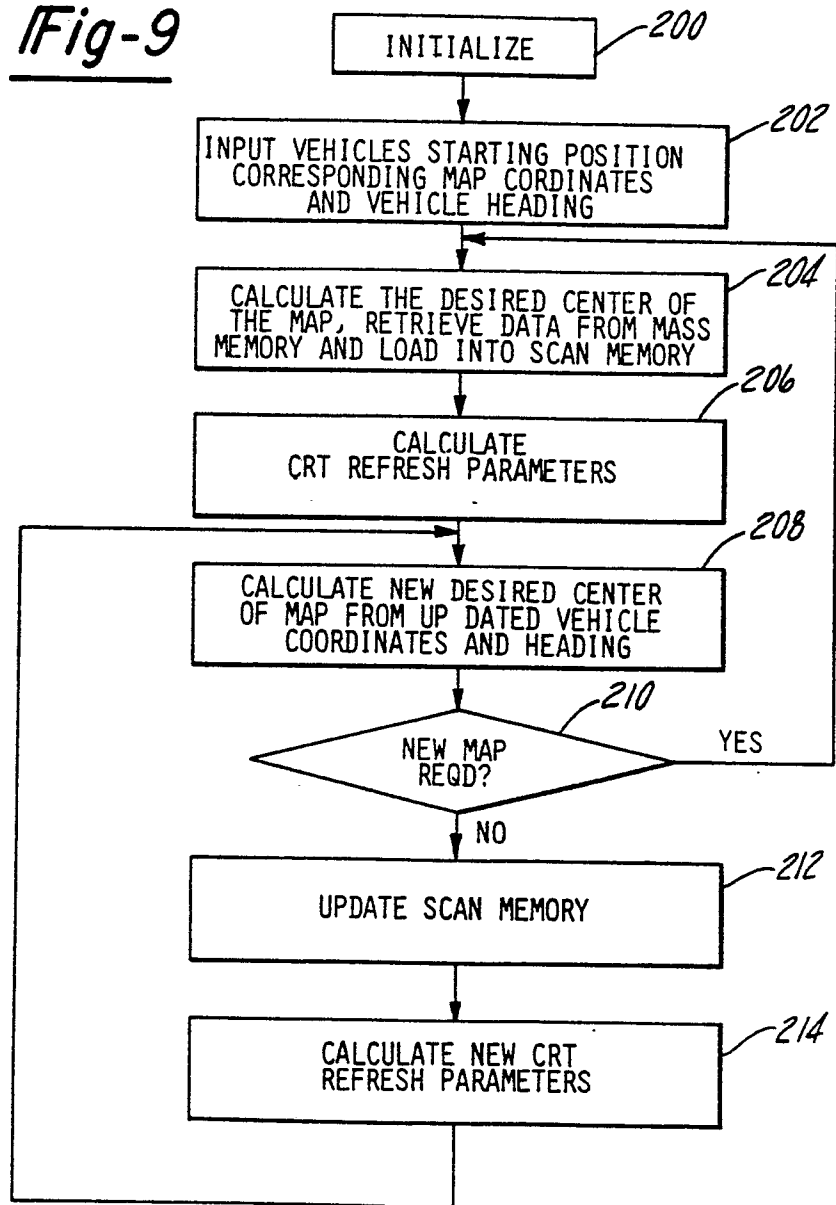 Fig-9
INITIALIZE
200
INPUT VEHICLES STARTING POSITION
CORRESPONDING MAP CORDINATES
AND VEHICLE HEADING
202
CALCULATE THE DESIRED CENTER OF
THE MAP, RETRIEVE DATA FROM MASS
MEMORY AND LOAD INTO SCAN MEMORY
204
CALCULATE
CRT REFRESH PARAMETERS
206
CALCULATE NEW DESIRED CENTER
OF MAP FROM UP DATED VEHICLE
COORDINATES AND HEADING
208
NEW MAP
REQD?
210
YES
NO
UPDATE SCAN MEMORY
212
CALCULATE NEW CRT
REFRESH PARAMETERS
214